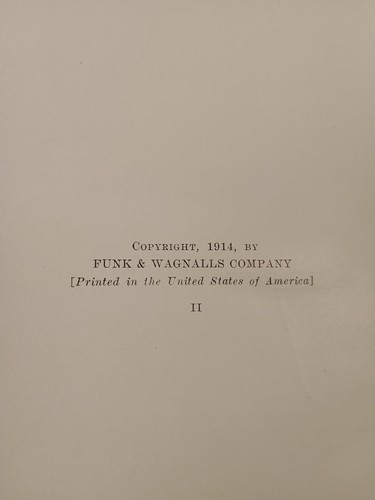 Copyright, 1914, by
FUNK & WAGNALLS COMPANY
[Printed in the United States of America]
II